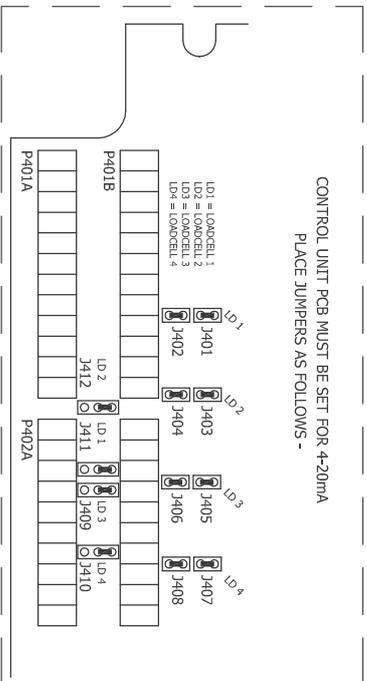 CONTROL UNIT PCB MUST BE SET FOR 4-20mA
PLACE JUMPERS AS FOLLOWS -
LD1 = LOADCELL 1
LD2 = LOADCELL 2
LD3 = LOADCELL 3
LD4 = LOADCELL 4
LD 1
J401
J402
LD 2
J403
J404
LD 3
J405
J406
LD 4
J407
J408
P401B
P401A
LD 2
J412
LD 1
J411
LD 3
J409
LD 4
J410
P402A